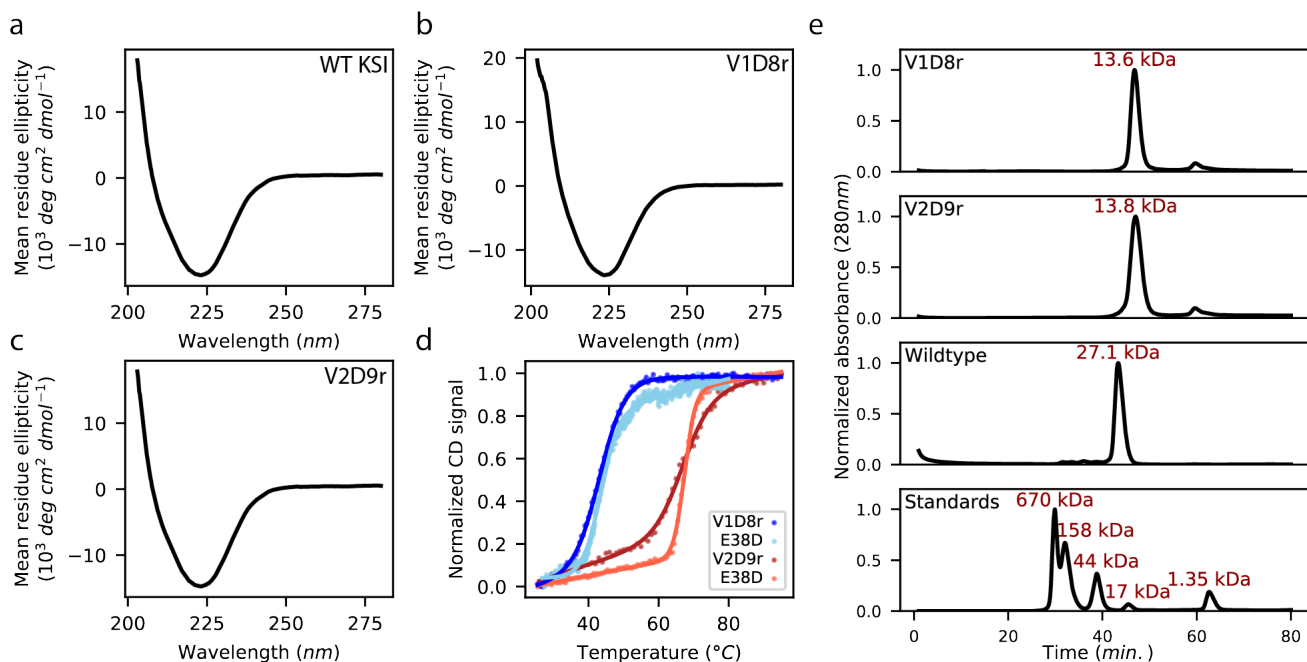 a
WT KSI
10
0
−10
200
225
250
275
Mean residue ellipticity
(10³ deg cm² dmol⁻¹)
Wavelength (nm)
b
V1D8r
20
10
0
−10
200
225
250
275
Mean residue ellipticity
(10³ deg cm² dmol⁻¹)
Wavelength (nm)
c
V2D9r
10
0
−10
200
225
250
275
Mean residue ellipticity
(10³ deg cm² dmol⁻¹)
Wavelength (nm)
d
1.0
0.8
0.6
0.4
0.2
0.0
40
60
80
Normalized CD signal
Temperature (°C)
V1D8r
E38D
V2D9r
E38D
e
V1D8r
13.6 kDa
1.0
0.5
0.0
V2D9r
13.8 kDa
1.0
0.5
0.0
Wildtype
27.1 kDa
1.0
0.5
0.0
Standards
670 kDa
158 kDa
44 kDa
17 kDa
1.35 kDa
1.0
0.5
0.0
0
20
40
60
80
Normalized absorbance (280nm)
Time (min.)